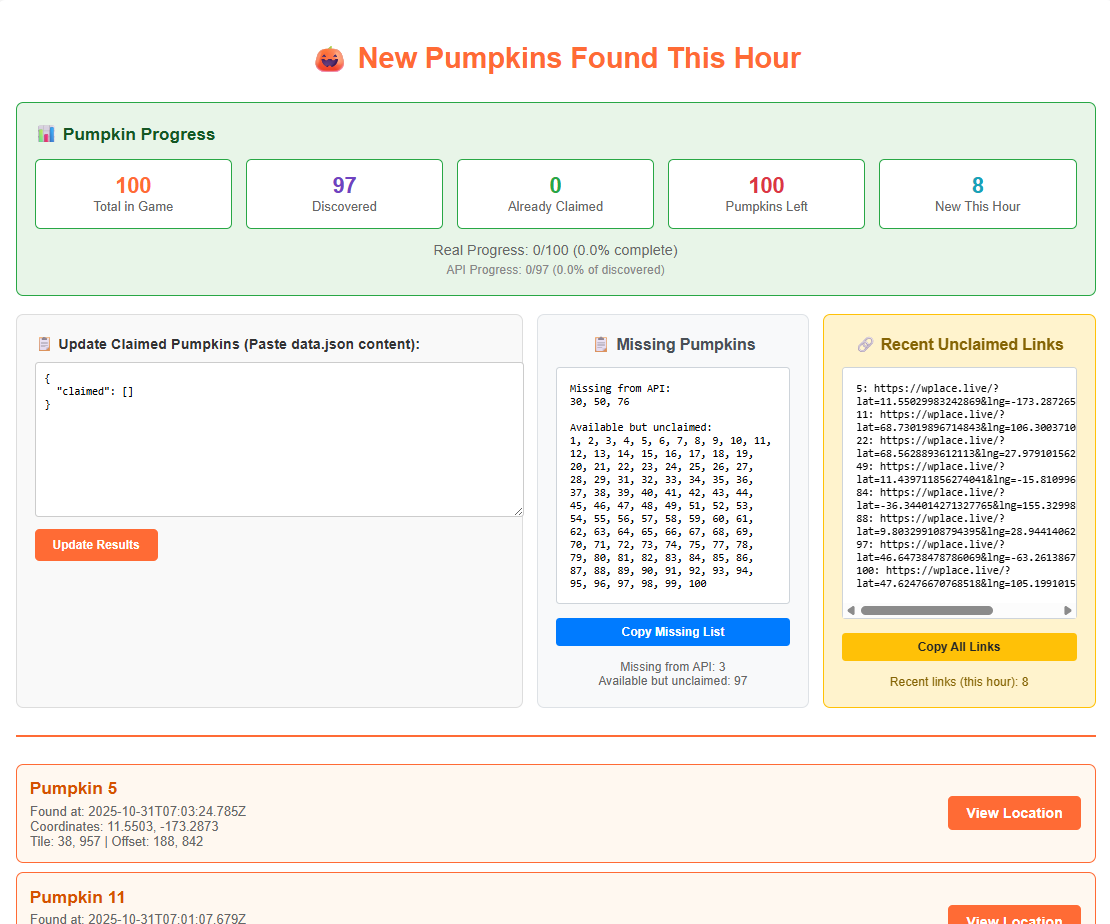 New Pumpkins Found This Hour
Pumpkin Progress
100
Total in Game
97
Discovered
0
Already Claimed
100
Pumpkins Left
8
New This Hour
Real Progress: 0/100 (0.0% complete)
API Progress: 0/97 (0.0% of discovered)
Update Claimed Pumpkins (Paste data.json content):
{
  "claimed": []
}
Update Results
Missing Pumpkins
Missing from API:
30, 50, 76
Available but unclaimed:
1, 2, 3, 4, 5, 6, 7, 8, 9, 10, 11,
12, 13, 14, 15, 16, 17, 18, 19,
20, 21, 22, 23, 24, 25, 26, 27,
28, 29, 31, 32, 33, 34, 35, 36,
37, 38, 39, 40, 41, 42, 43, 44,
45, 46, 47, 48, 49, 51, 52, 53,
54, 55, 56, 57, 58, 59, 60, 61,
62, 63, 64, 65, 66, 67, 68, 69,
70, 71, 72, 73, 74, 75, 77, 78,
79, 80, 81, 82, 83, 84, 85, 86,
87, 88, 89, 90, 91, 92, 93, 94,
95, 96, 97, 98, 99, 100
Copy Missing List
Missing from API: 3
Available but unclaimed: 97
Recent Unclaimed Links
5: https://wplace.live/?
lat=11.55029983242869&lng=-173.287265
11: https://wplace.live/?
lat=68.73019896714843&lng=106.3003710
22: https://wplace.live/?
lat=68.5628893612113&lng=27.979101562
49: https://wplace.live/?
lat=11.439711856274041&lng=-15.810996
84: https://wplace.live/?
lat=-36.344014271327765&lng=155.32998
88: https://wplace.live/?
lat=9.803299108794395&lng=28.94414062
97: https://wplace.live/?
lat=46.64738478786069&lng=-63.2613867
100: https://wplace.live/?
lat=47.62476670768518&lng=105.1991015
Copy All Links
Recent links (this hour): 8
Pumpkin 5
Found at: 2025-10-31T07:03:24.785Z
Coordinates: 11.5503, -173.2873
Tile: 38, 957 | Offset: 188, 842
View Location
Pumpkin 11
Found at: 2025-10-31T07:01:07.679Z
View Location